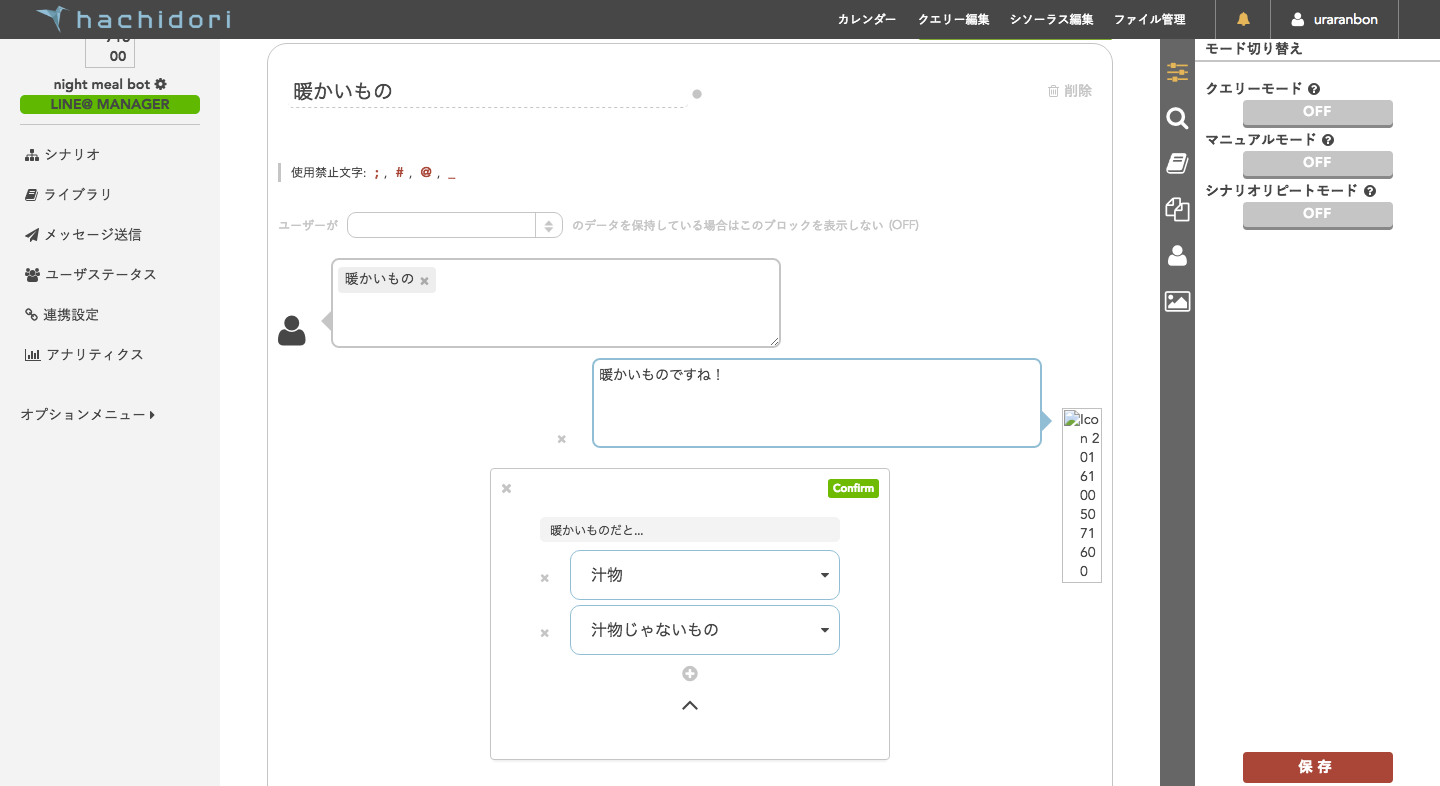 hachidori
カレンダー
クエリー編集
シソーラス編集
ファイル管理
uraranbon
00
night meal bot
LINE@ MANAGER
シナリオ
ライブラリ
メッセージ送信
ユーザステータス
連携設定
アナリティクス
オプションメニュー
暖かいもの
削除
使用禁止文字: ; , # , @ , _
ユーザーが
のデータを保持している場合はこのブロックを表示しない (OFF)
暖かいもの
暖かいものですね！
Ico
n 2
01
61
00
50
71
60
0
Confirm
暖かいものだと...
汁物
汁物じゃないもの
モード切り替え
クエリーモード
OFF
マニュアルモード
OFF
シナリオリピートモード
OFF
保存